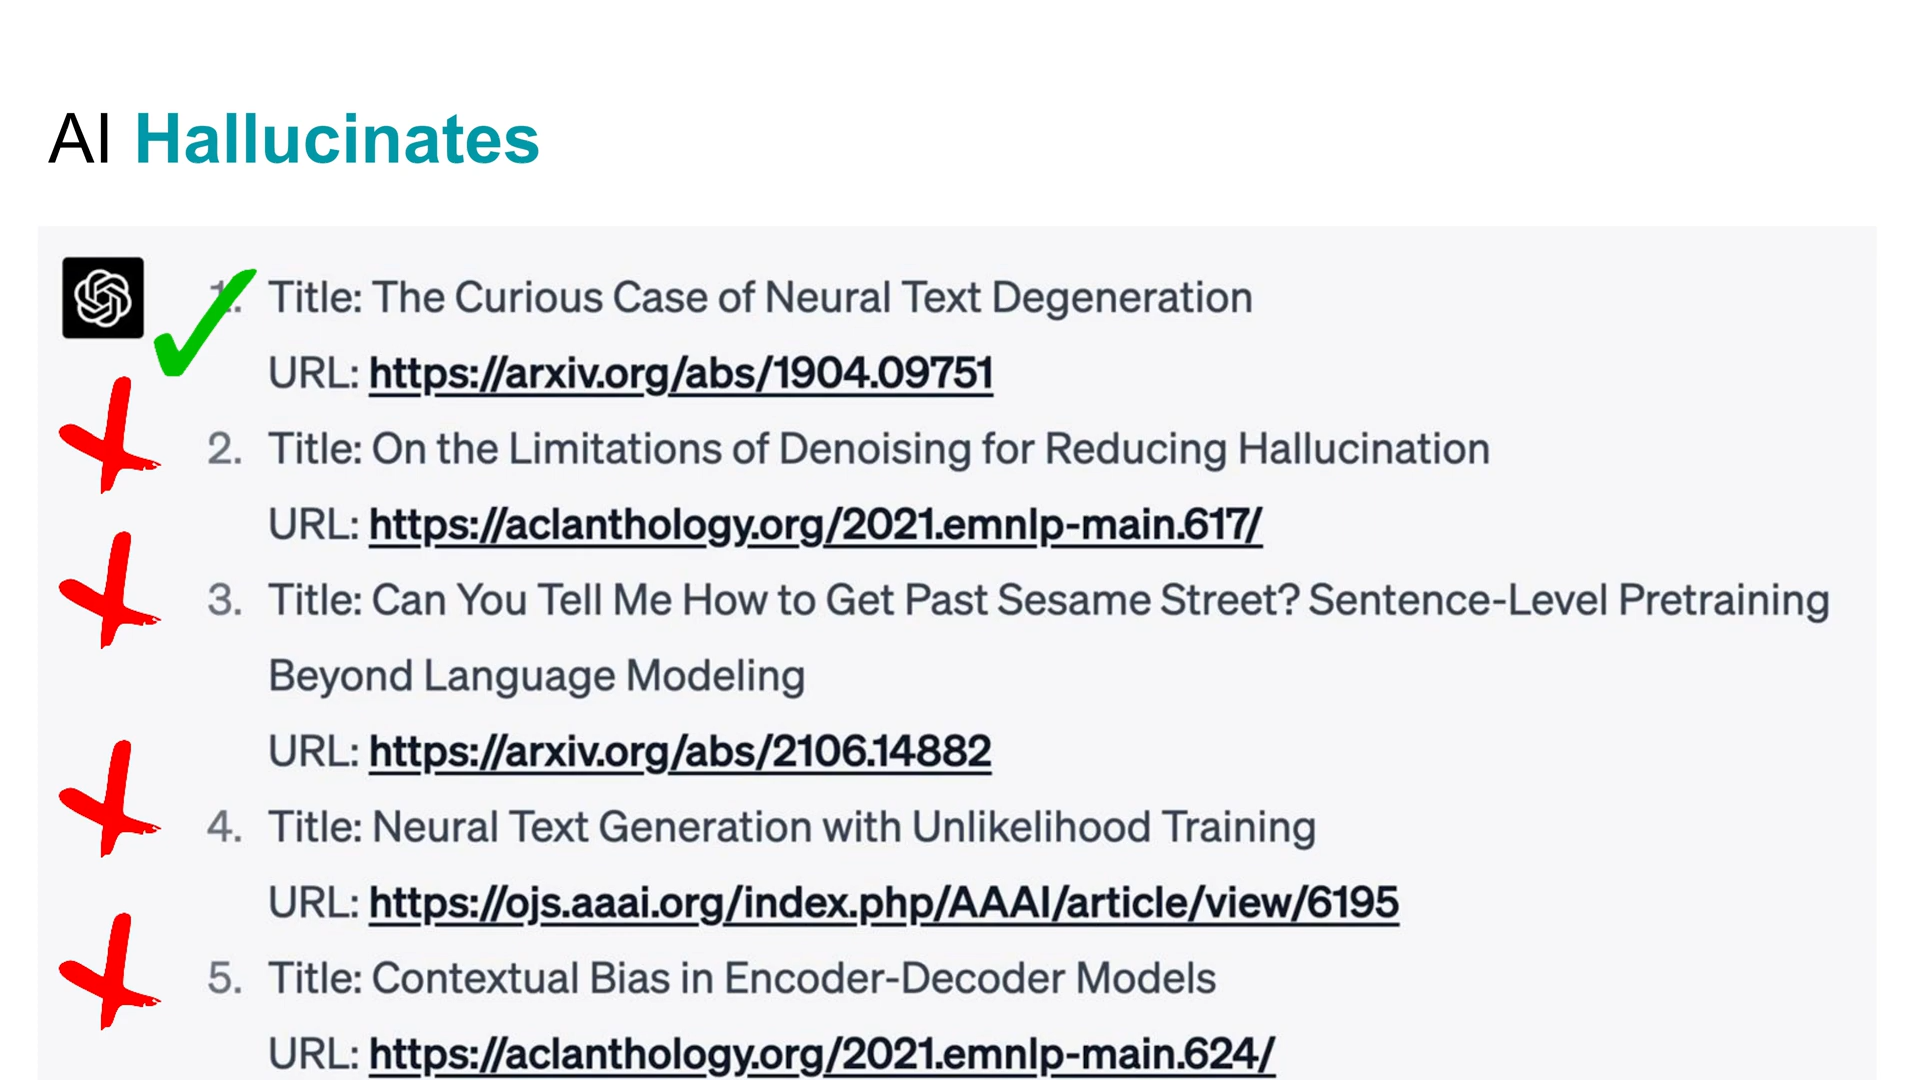 AI Hallucinates
1. Title: The Curious Case of Neural Text Degeneration
URL: https://arxiv.org/abs/1904.09751
2. Title: On the Limitations of Denoising for Reducing Hallucination
URL: https://aclanthology.org/2021.emnlp-main.617/
3. Title: Can You Tell Me How to Get Past Sesame Street? Sentence-Level Pretraining
Beyond Language Modeling
URL: https://arxiv.org/abs/2106.14882
4. Title: Neural Text Generation with Unlikelihood Training
URL: https://ojs.aaai.org/index.php/AAAI/article/view/6195
5. Title: Contextual Bias in Encoder-Decoder Models
URL: https://aclanthology.org/2021.emnlp-main.624/